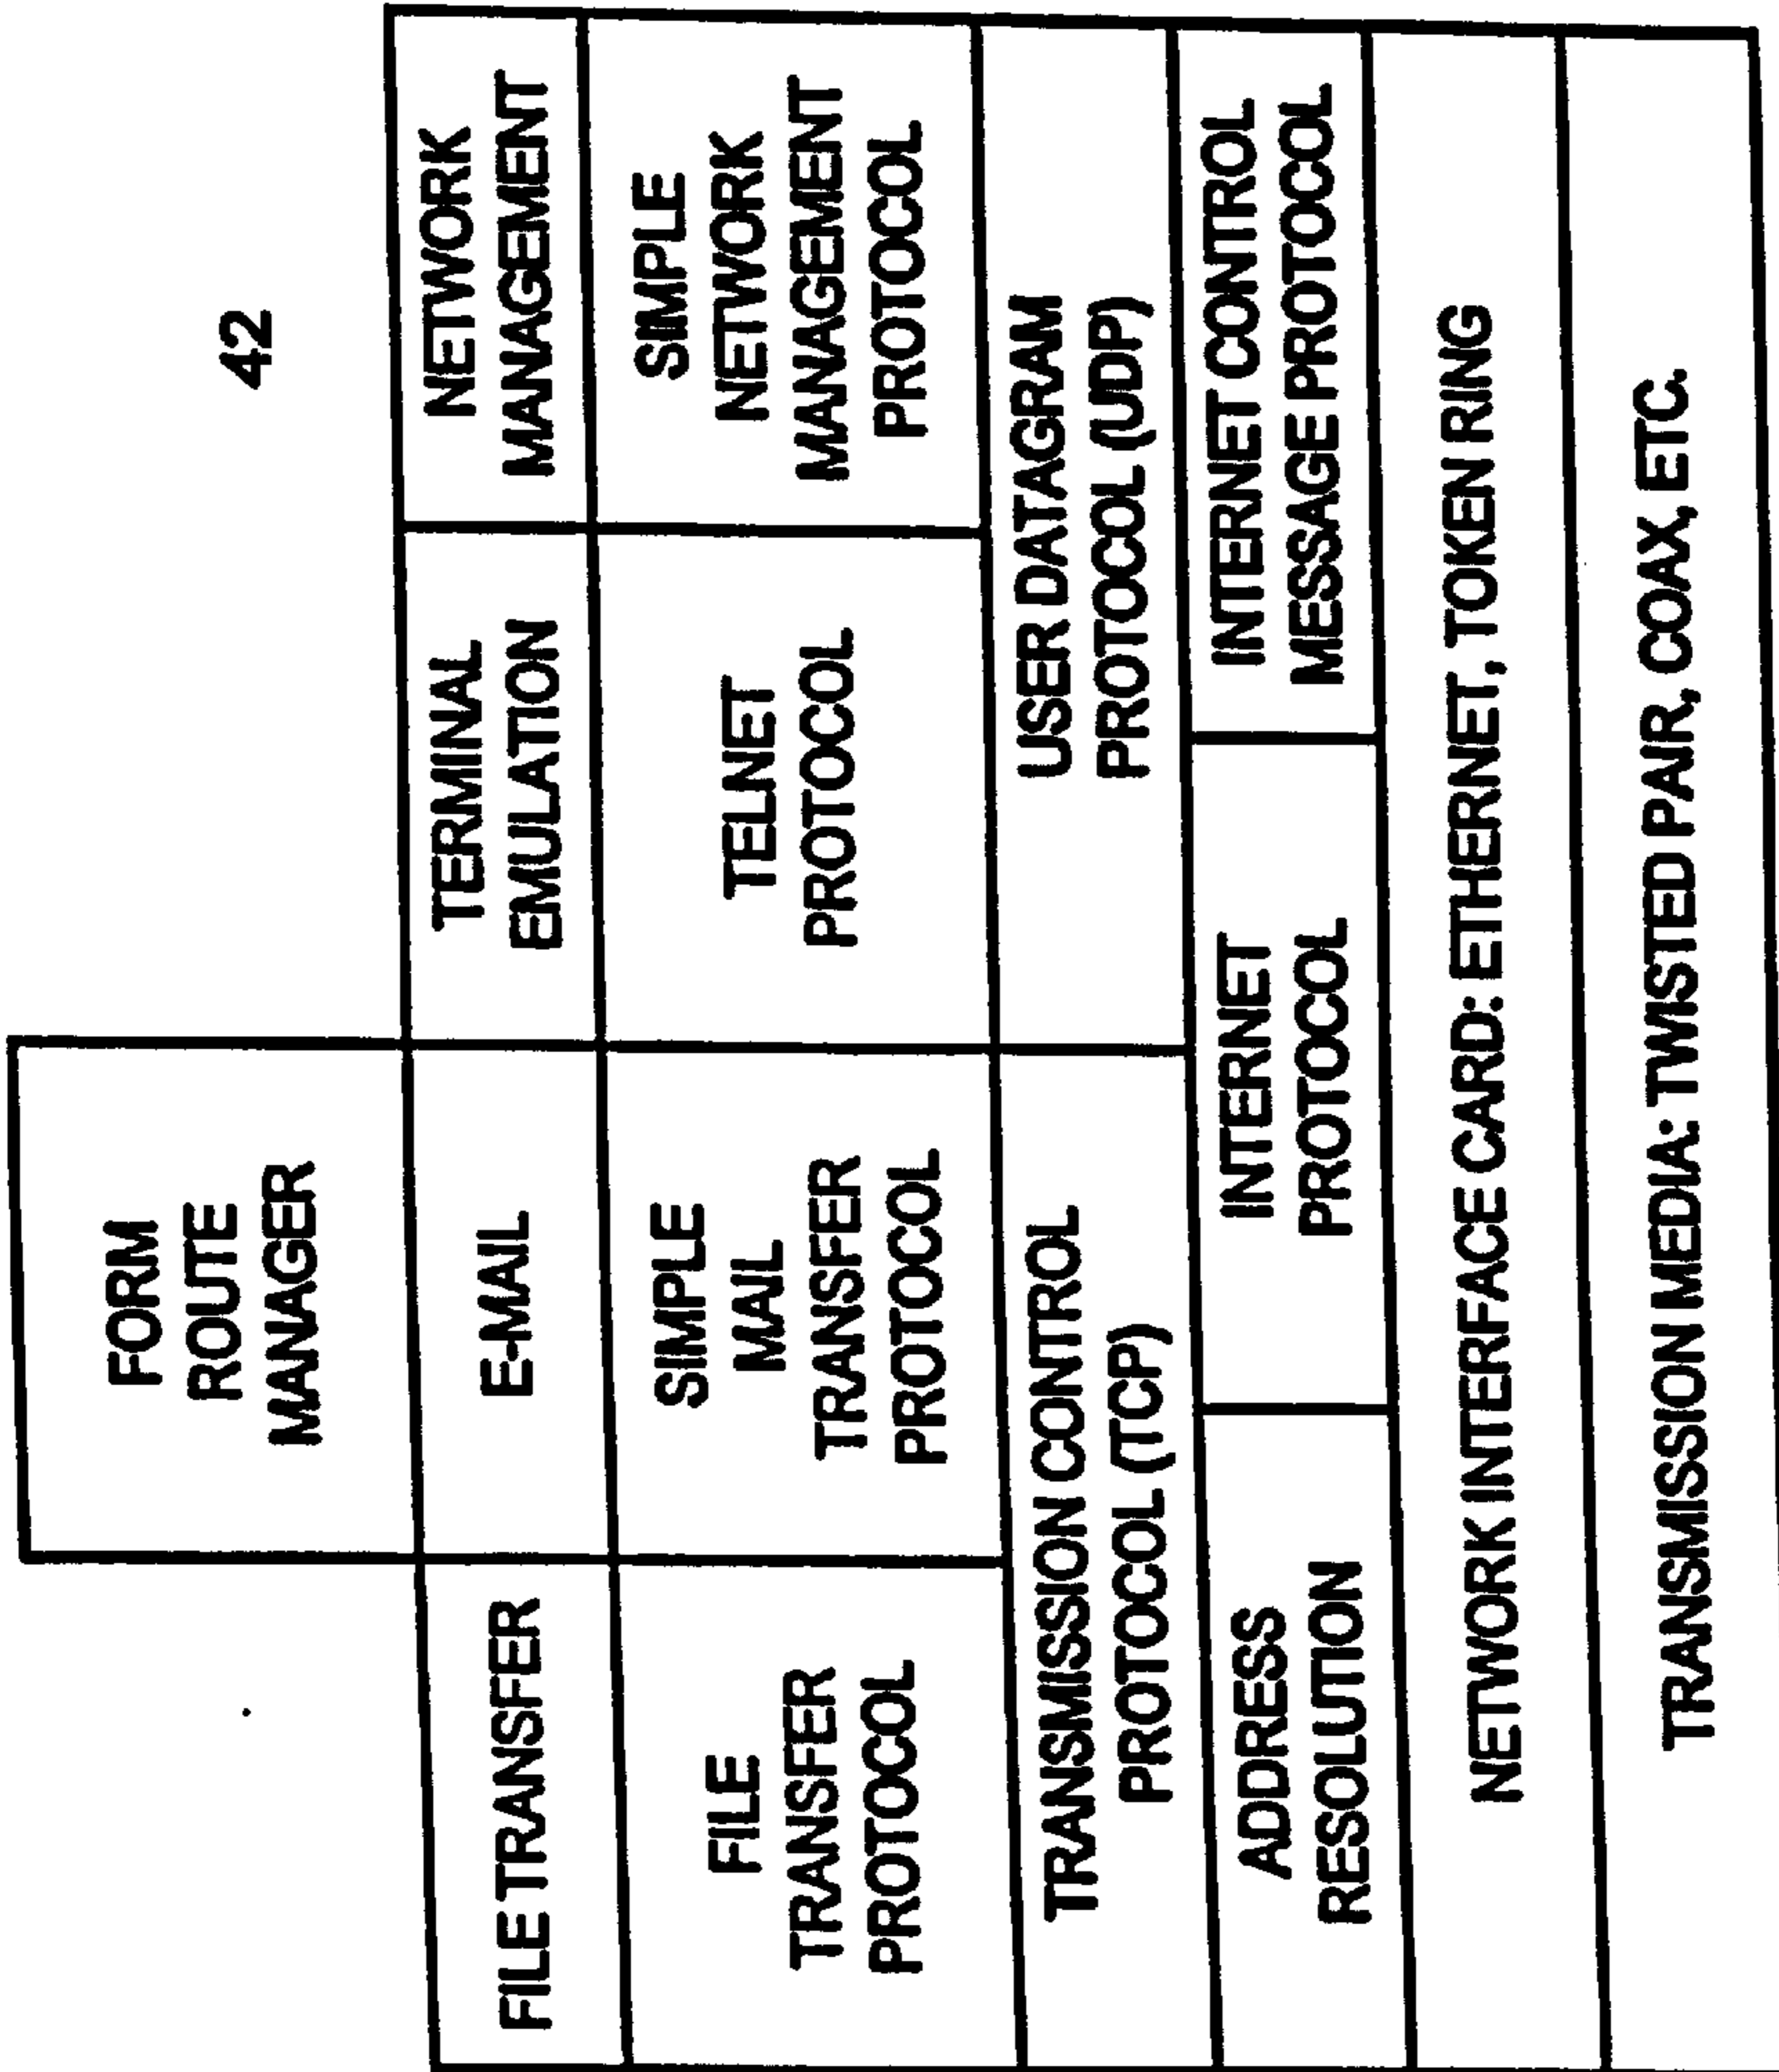 42
FORM
ROUTE
MANAGER
FILE TRANSFER
E-MAIL
TERMINAL
EMULATION
NETWORK
MANAGEMENT
FILE
TRANSFER
PROTOCOL
SIMPLE
MAIL
TRANSFER
PROTOCOL
TELNET
PROTOCOL
SIMPLE
NETWORK
MANAGEMENT
PROTOCOL
TRANSMISSION CONTROL
PROTOCOL (TCP)
USER DATAGRAM
PROTOCOL (UDP)
ADDRESS
RESOLUTION
INTERNET
PROTOCOL
INTERNET CONTROL
MESSAGE PROTOCOL
NETWORK INTERFACE CARD: ETHERNET, TOKEN RING
TRANSMISSION MEDIA: TWISTED PAIR, COAX, ETC.